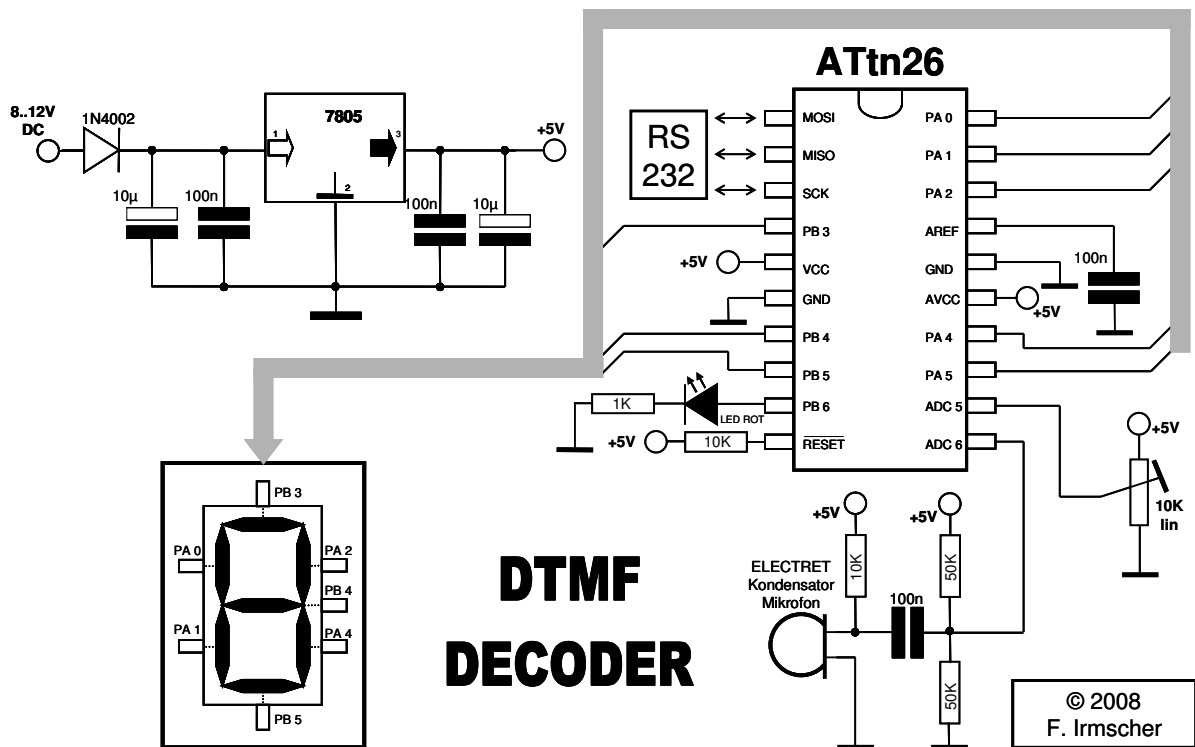 ATtn26
8..12V
DC
1N4002
7805
1
3
2
+5V
10µ
100n
100n
10µ
RS
232
MOSI
MISO
SCK
PB 3
VCC
GND
PB 4
PB 5
PB 6
RESET
PA 0
PA 1
PA 2
AREF
GND
AVCC
PA 4
PA 5
ADC 5
ADC 6
+5V
100n
+5V
1K
LED ROT
+5V
10K
+5V
10K
lin
PB 3
PA 0
PA 2
PB 4
PA 1
PA 4
PB 5
DTMF
DECODER
+5V
+5V
ELECTRET
Kondensator
Mikrofon
10K
50K
100n
50K
© 2008
F. Irmscher